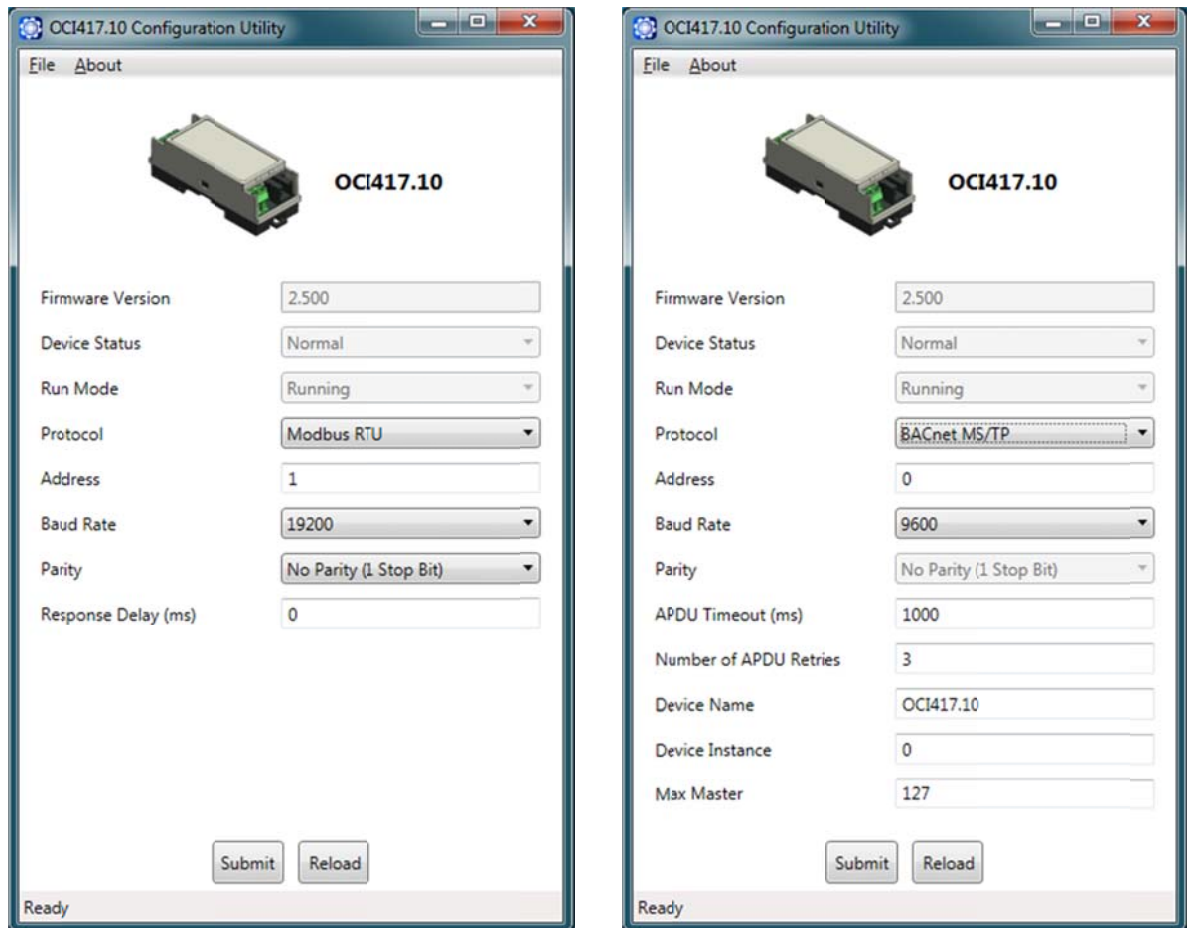 OCI417.10 Configuration Utility
File About
OCI417.10
Firmware Version 2.500
Device Status Normal
Run Mode Running
Protocol Modbus RTU
Address 1
Baud Rate 19200
Parity No Parity (1 Stop Bit)
Response Delay (ms) 0
Submit Reload
Ready
OCI417.10 Configuration Utility
File About
OCI417.10
Firmware Version 2.500
Device Status Normal
Run Mode Running
Protocol BACnet MS/TP
Address 0
Baud Rate 9600
Parity No Parity (1 Stop Bit)
APDU Timeout (ms) 1000
Number of APDU Retries 3
Device Name OCI417.10
Device Instance 0
Max Master 127
Submit Reload
Ready